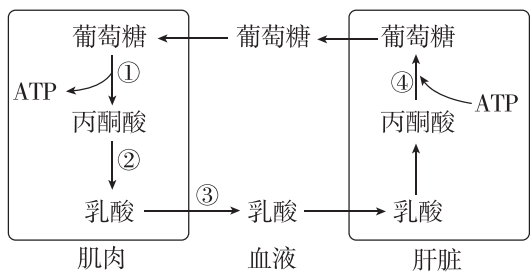 葡萄糖 葡萄糖 葡萄糖
① ④
ATP ATP
丙酮酸 丙酮酸
②
③
乳酸 乳酸 乳酸
肌肉 血液 肝脏